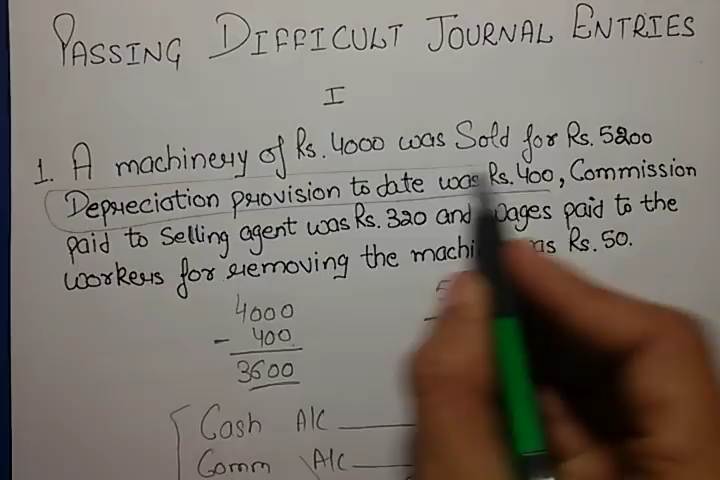 PASSING DIFFICULT JOURNAL ENTRIES
I
1. A machinery of Rs. 4000 was Sold for Rs. 5200
Depreciation provision to date was Rs. 400, Commission
paid to Selling agent was Rs. 320 and wages paid to the
workers for removing the Rs. 50.
4000
- 400
3600
Cash A/C
Comm A/C